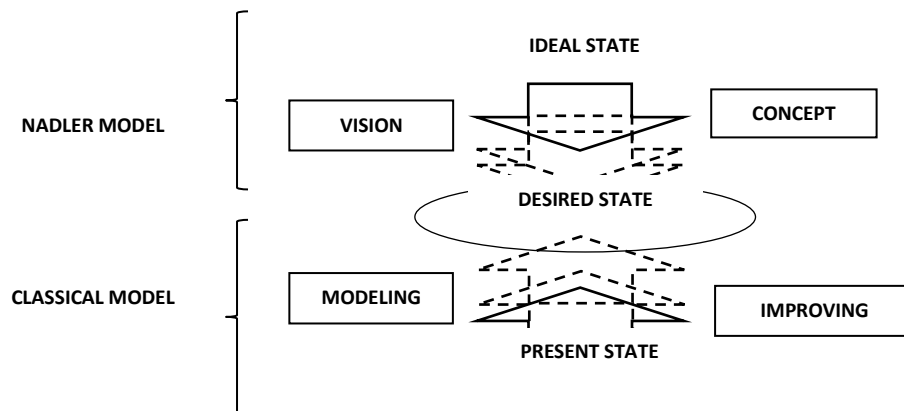 IDEAL STATE
NADLER MODEL
VISION
CONCEPT
DESIRED STATE
CLASSICAL MODEL
MODELING
IMPROVING
PRESENT STATE